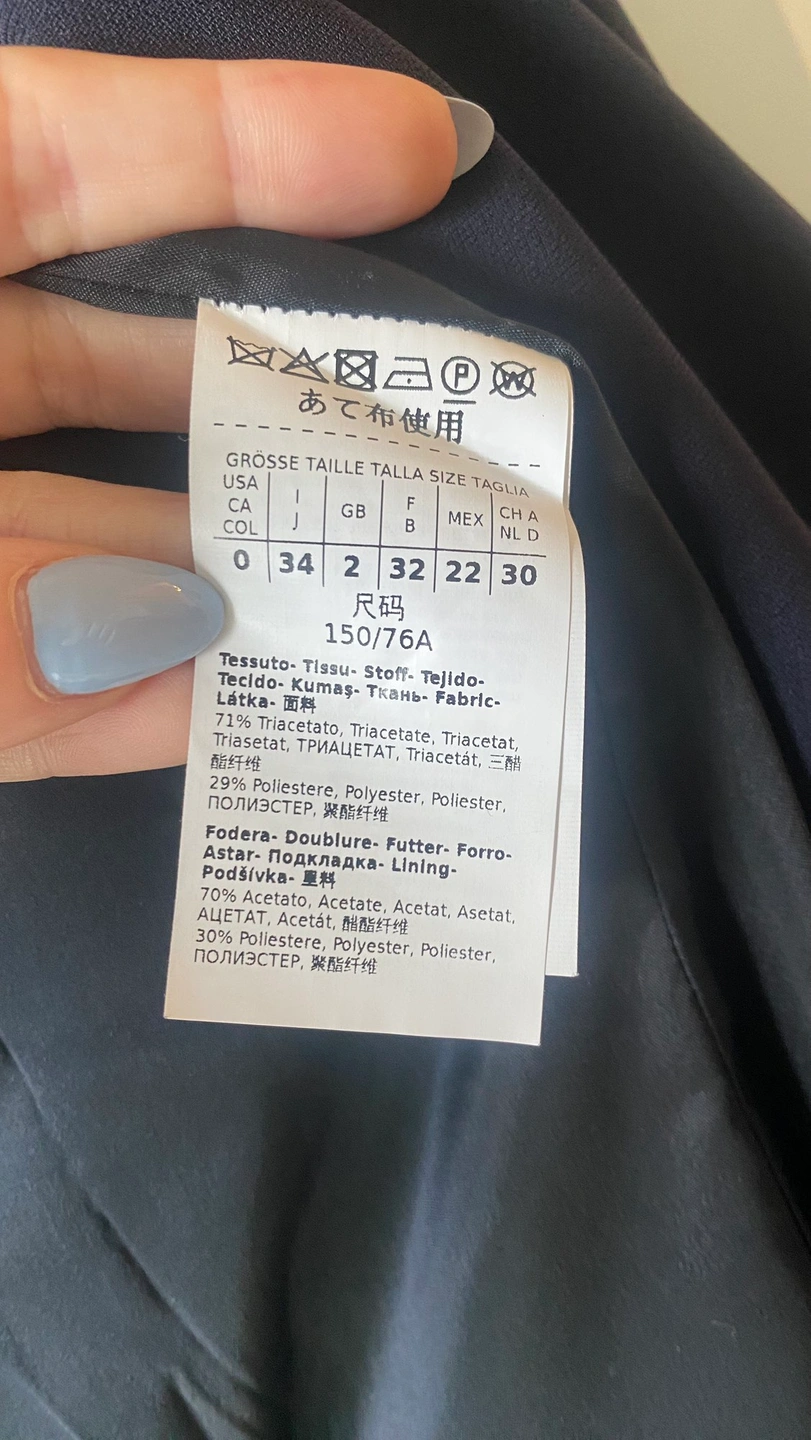 P W
あて布使用
GRÖSSE TAILLE TALLA SIZE TAGLIA
USA CA COL I J GB F B MEX CH A NL D
0 34 2 32 22 30
尺码
150/76A
Tessuto- Tissu- Stoff- Tejido-
Tecido- Kumaş- Ткань- Fabric-
Látka- 面料
71% Triacetato, Triacetate, Triacetat,
Triasetat, ТРИАЦЕТАТ, Triacetát, 三醋
酯纤维
29% Poliestere, Polyester, Poliester,
ПОЛИЭСТЕР, 聚酯纤维
Fodera- Doublure- Futter- Forro-
Astar- Подкладка- Lining-
Podšívka- 里料
70% Acetato, Acetate, Acetat, Asetat,
АЦЕТАТ, Acetát, 醋酯纤维
30% Poliestere, Polyester, Poliester,
ПОЛИЭСТЕР, 聚酯纤维